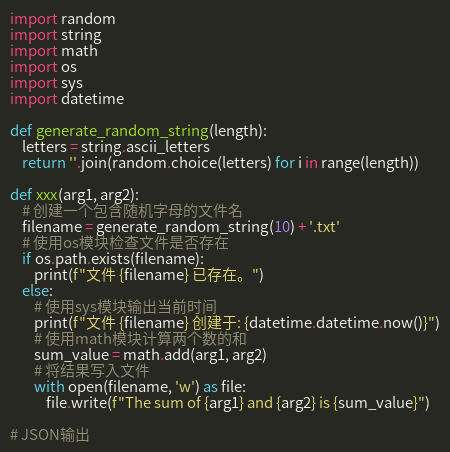 import random
import string
import math
import os
import sys
import datetime

def generate_random_string(length):
    letters = string.ascii_letters
    return ''.join(random.choice(letters) for i in range(length))

def xxx(arg1, arg2):
    # 创建一个包含随机字母的文件名
    filename = generate_random_string(10) + '.txt'
    # 使用os模块检查文件是否存在
    if os.path.exists(filename):
        print(f"文件 {filename} 已存在。")
    else:
        # 使用sys模块输出当前时间
        print(f"文件 {filename} 创建于: {datetime.datetime.now()}")
        # 使用math模块计算两个数的和
        sum_value = math.add(arg1, arg2)
        # 将结果写入文件
        with open(filename, 'w') as file:
            file.write(f"The sum of {arg1} and {arg2} is {sum_value}")

# JSON输出